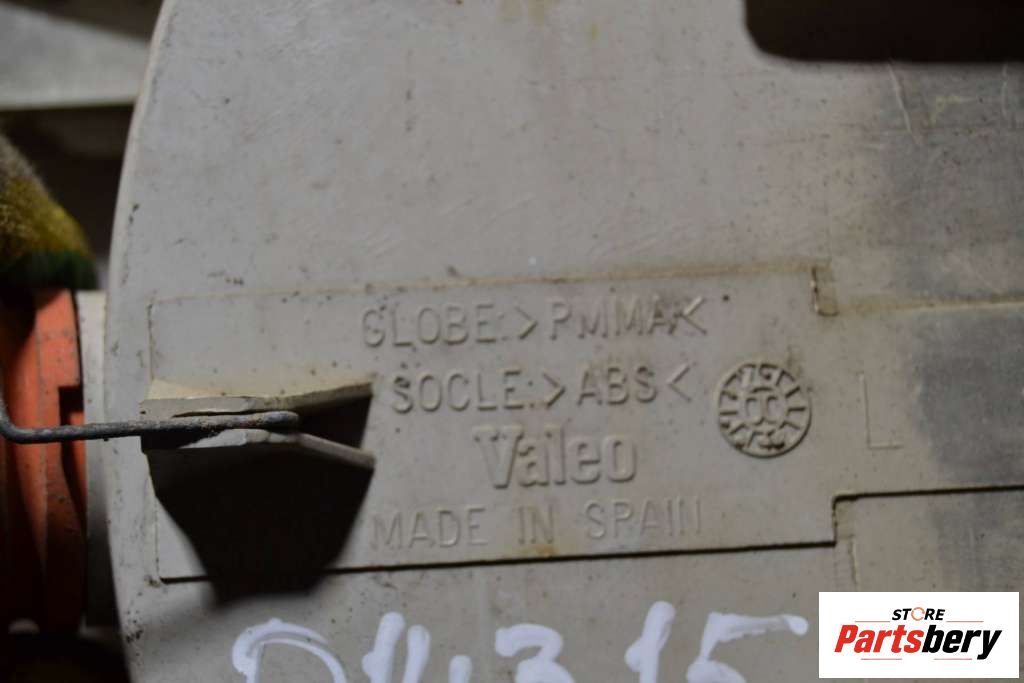 GLOBE:>PMMA<
SOCLE:>ABS<
Valeo
L
MADE IN SPAIN
STORE
Partsbery